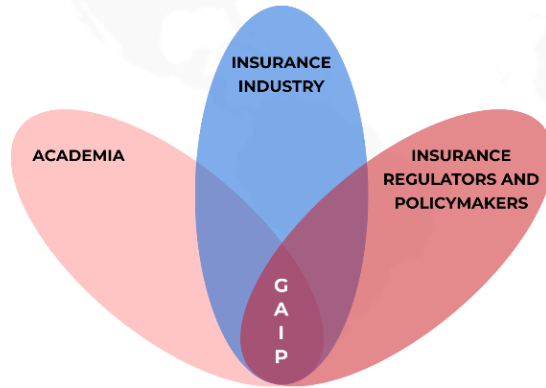 INSURANCE
INDUSTRY
ACADEMIA
INSURANCE
REGULATORS AND
POLICYMAKERS
G
A
I
P